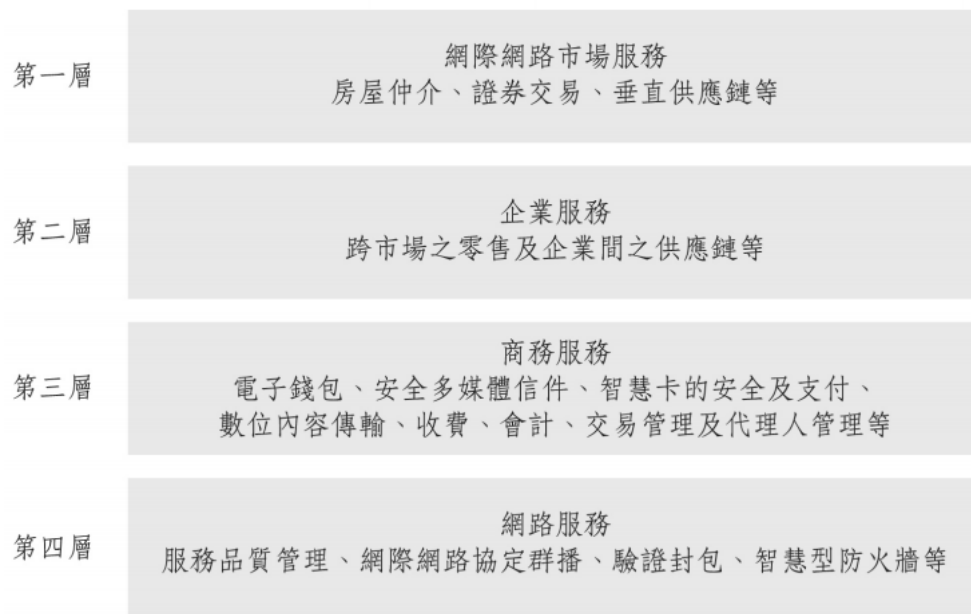 第一層
網際網路市場服務
房屋仲介、證券交易、垂直供應鏈等
第二層
企業服務
跨市場之零售及企業間之供應鏈等
第三層
商務服務
電子錢包、安全多媒體信件、智慧卡的安全及支付、
數位內容傳輸、收費、會計、交易管理及代理人管理等
第四層
網路服務
服務品質管理、網際網路協定群播、驗證封包、智慧型防火牆等